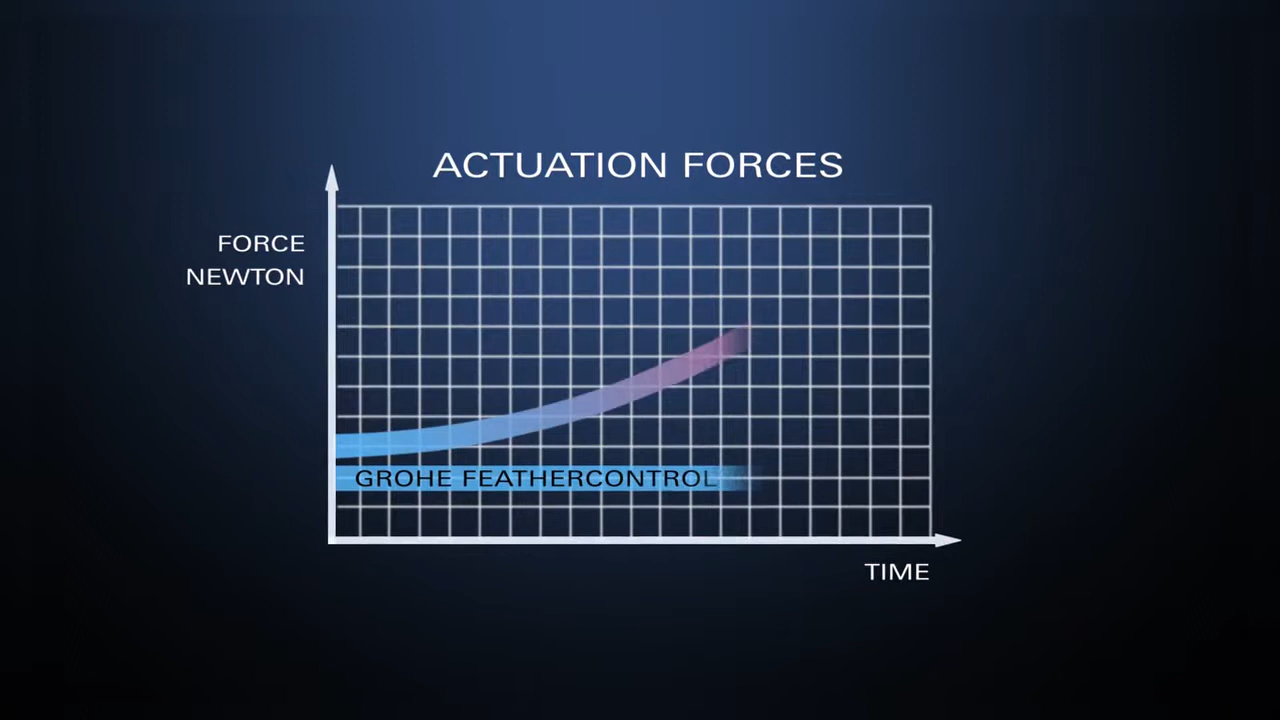 ACTUATION FORCES
FORCE
NEWTON
GROHE FEATHERCONTROL
TIME